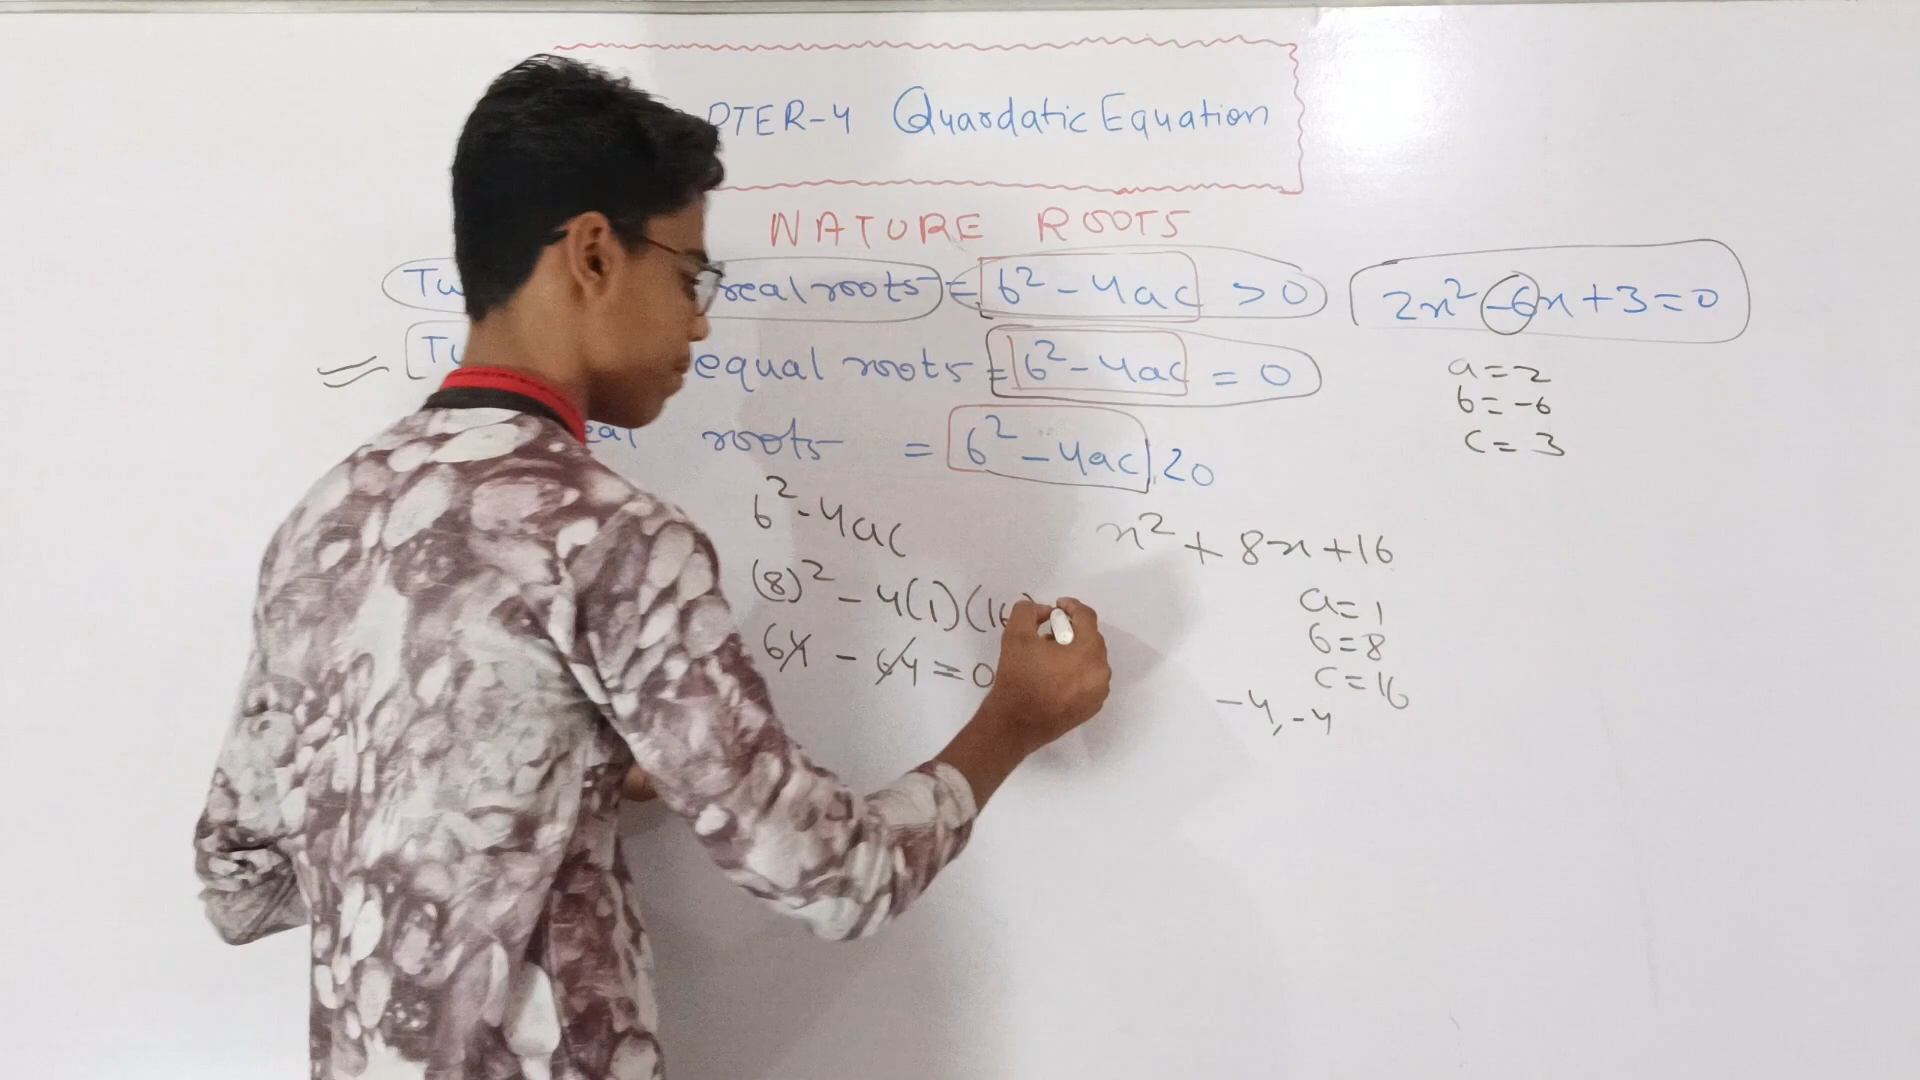 PTER-4 Quardatic Equation
NATURE ROOTS
real roots = b² - 4ac > 0
equal roots = b² - 4ac = 0
roots = b² - 4ac < 0
2x² - 6x + 3 = 0
a = 2
b = -6
c = 3
b² - 4ac
(8)² - 4(1)(16
64 - 64 = 0
x² + 8x + 16
a = 1
b = 8
c = 16
-4, -4